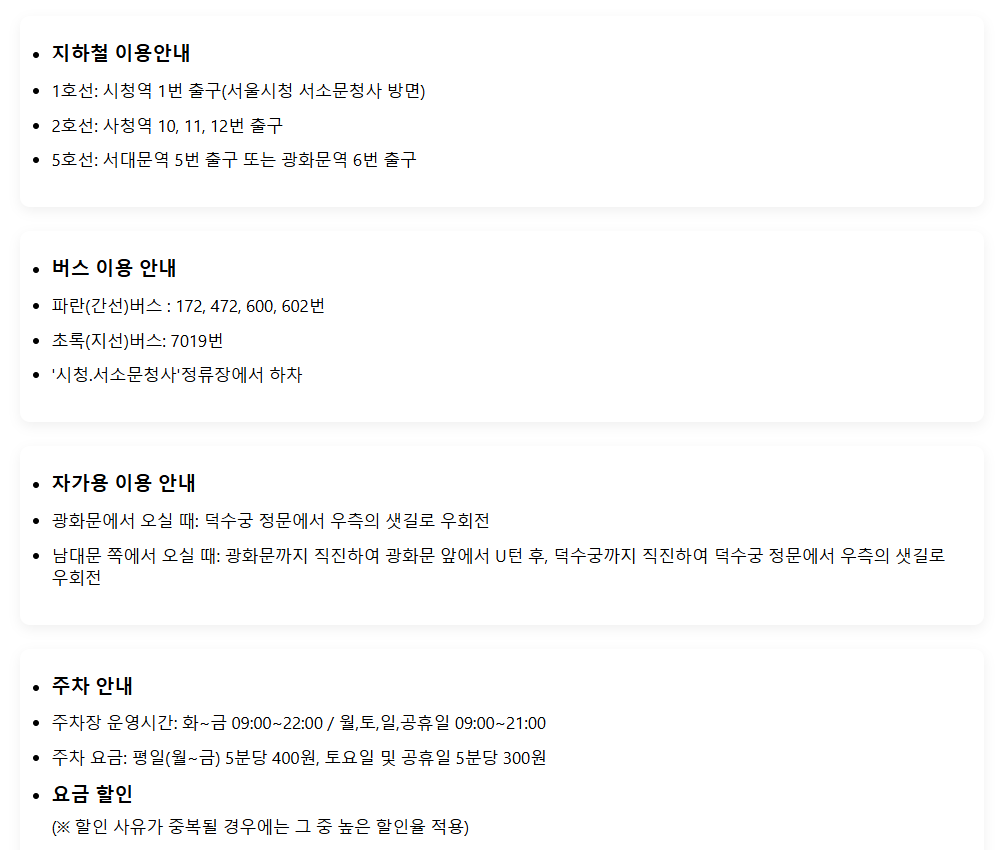 지하철 이용안내
1호선: 시청역 1번 출구(서울시청 서소문청사 방면)
2호선: 사청역 10, 11, 12번 출구
5호선: 서대문역 5번 출구 또는 광화문역 6번 출구
버스 이용 안내
파란(간선)버스 : 172, 472, 600, 602번
초록(지선)버스: 7019번
'시청.서소문청사'정류장에서 하차
자가용 이용 안내
광화문에서 오실 때: 덕수궁 정문에서 우측의 샛길로 우회전
남대문 쪽에서 오실 때: 광화문까지 직진하여 광화문 앞에서 U턴 후, 덕수궁까지 직진하여 덕수궁 정문에서 우측의 샛길로
우회전
주차 안내
주차장 운영시간: 화~금 09:00~22:00 / 월,토,일,공휴일 09:00~21:00
주차 요금: 평일(월~금) 5분당 400원, 토요일 및 공휴일 5분당 300원
요금 할인
(※ 할인 사유가 중복될 경우에는 그 중 높은 할인율 적용)